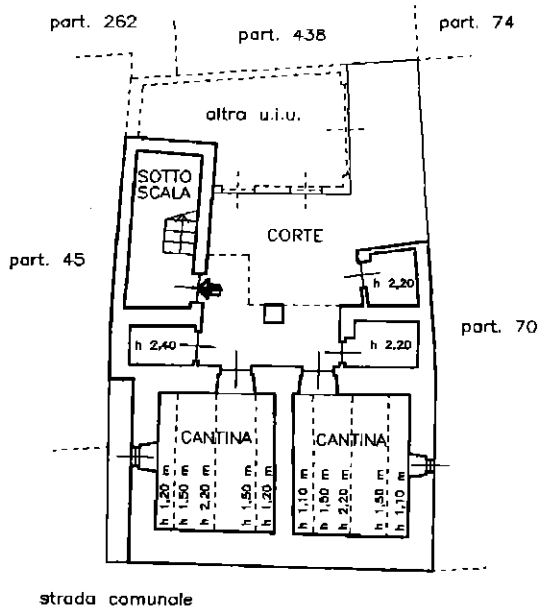 part. 262
part. 438
part. 74
altra u.i.u.
SOTTO
SCALA
CORTE
part. 45
h 2,20
part. 70
h 2,40
h 2,20
CANTINA
CANTINA
h 1,20 m
h 1,50 m
h 2,20 m
h 1,50 m
h 1,20 m
h 1,10 m
h 1,50 m
h 2,20 m
h 1,50 m
h 1,10 m
strada comunale